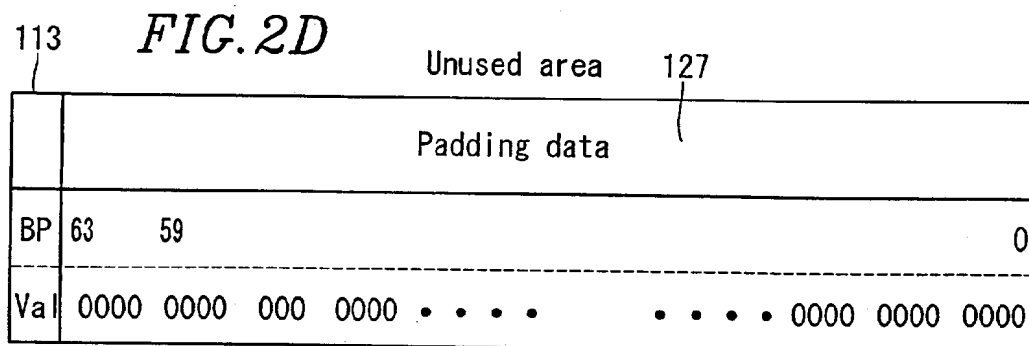 113 FIG.2D
Unused area 127
Padding data
BP 63 59 0
Val 0000 0000 000 0000 • • • • • • • • 0000 0000 0000